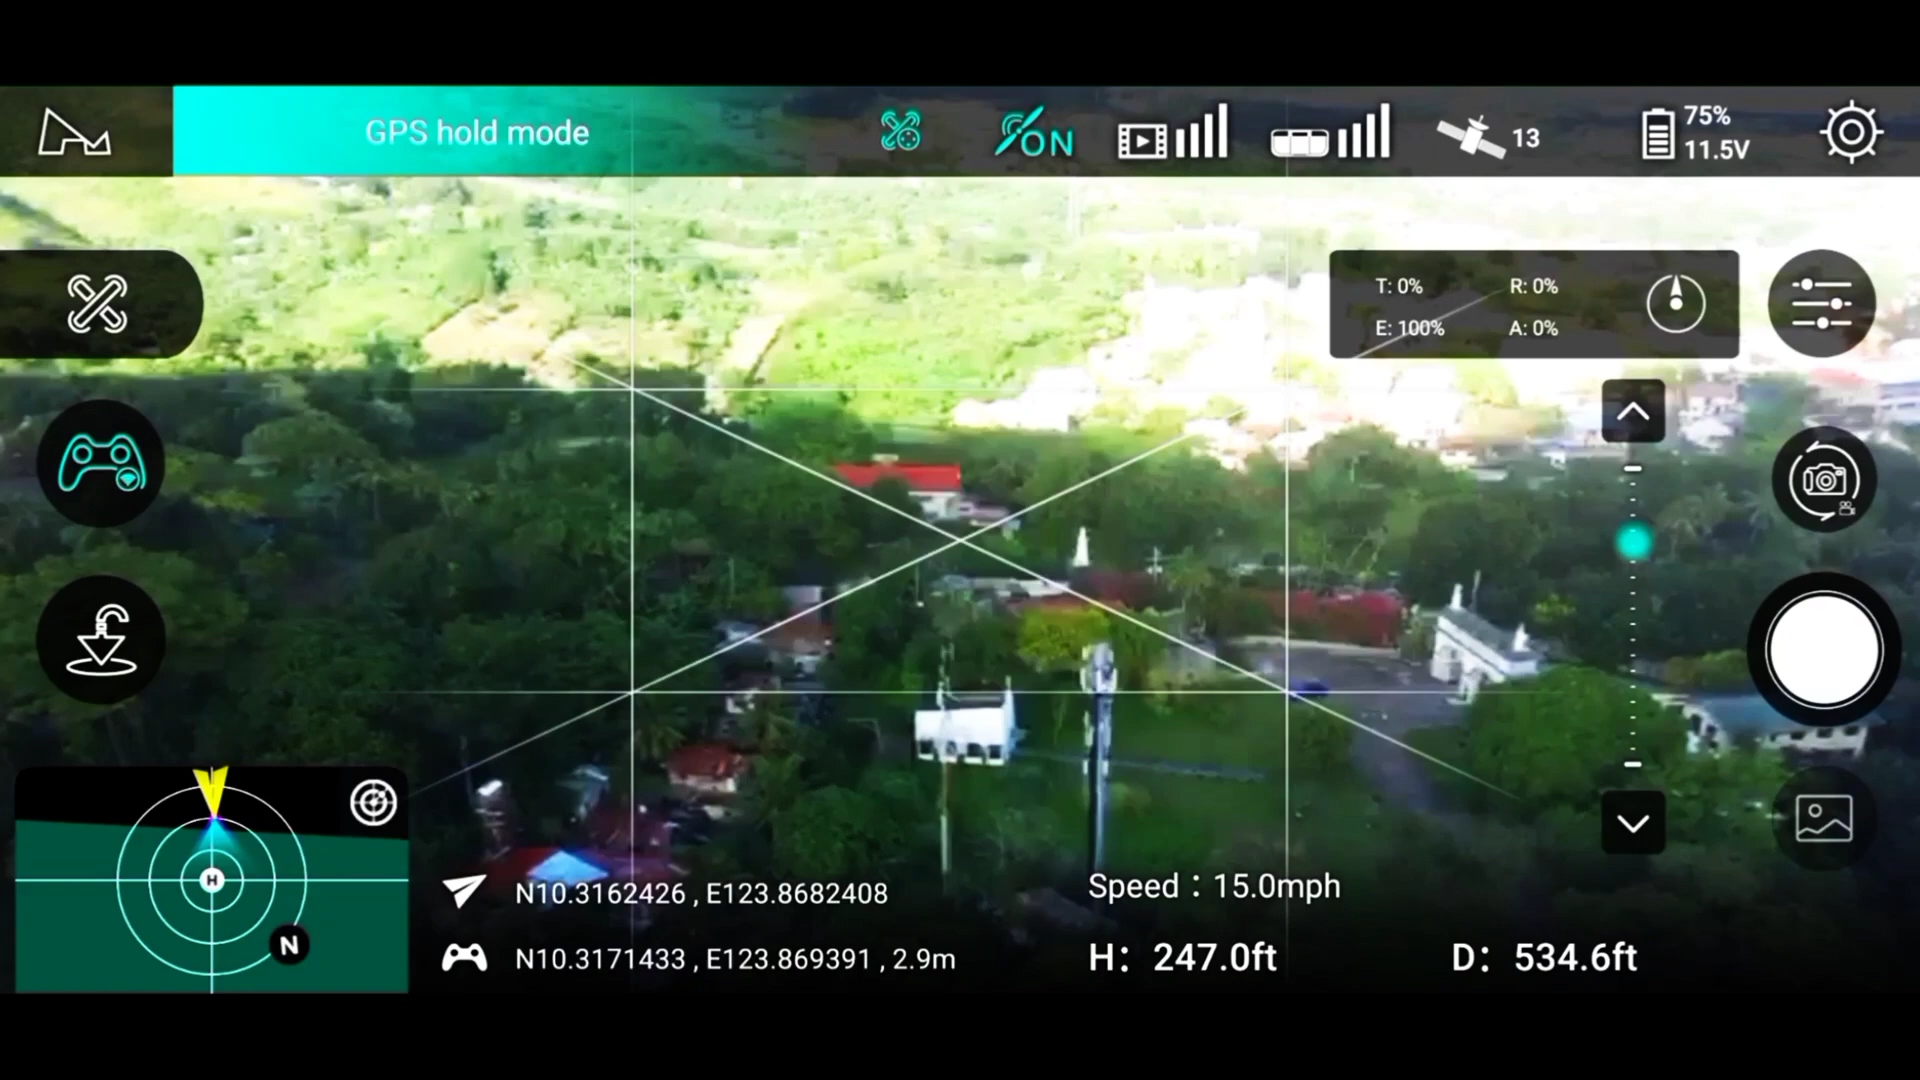 GPS hold mode
ON
13
75%
11.5V
T: 0%
R: 0%
E: 100%
A: 0%
H
N
N10.3162426 , E123.8682408
Speed : 15.0mph
N10.3171433 , E123.869391 , 2.9m
H: 247.0ft
D: 534.6ft